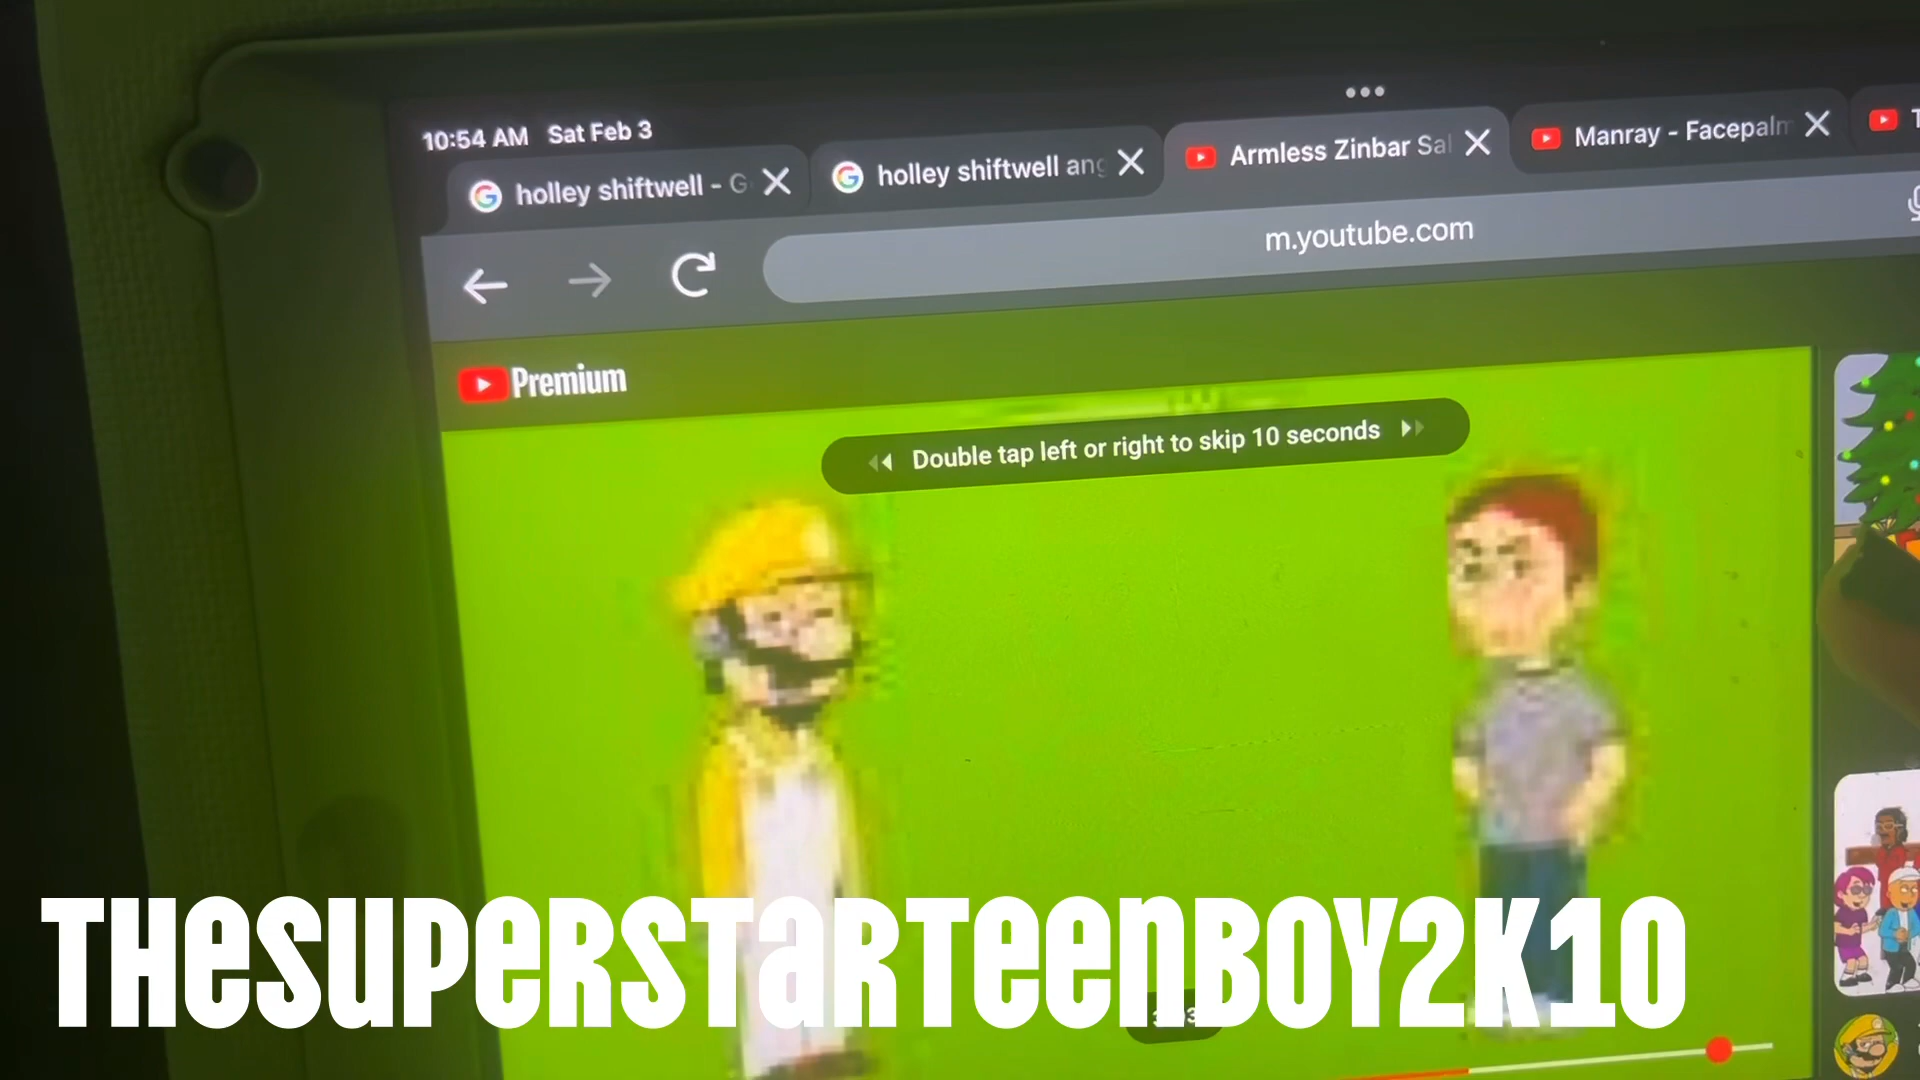 10:54 AM Sat Feb 3
holley shiftwell - G
holley shiftwell ang
Armless Zinbar Sal
Manray - Facepalm
m.youtube.com
Premium
Double tap left or right to skip 10 seconds
THESUPERSTARTEENBOY2K10